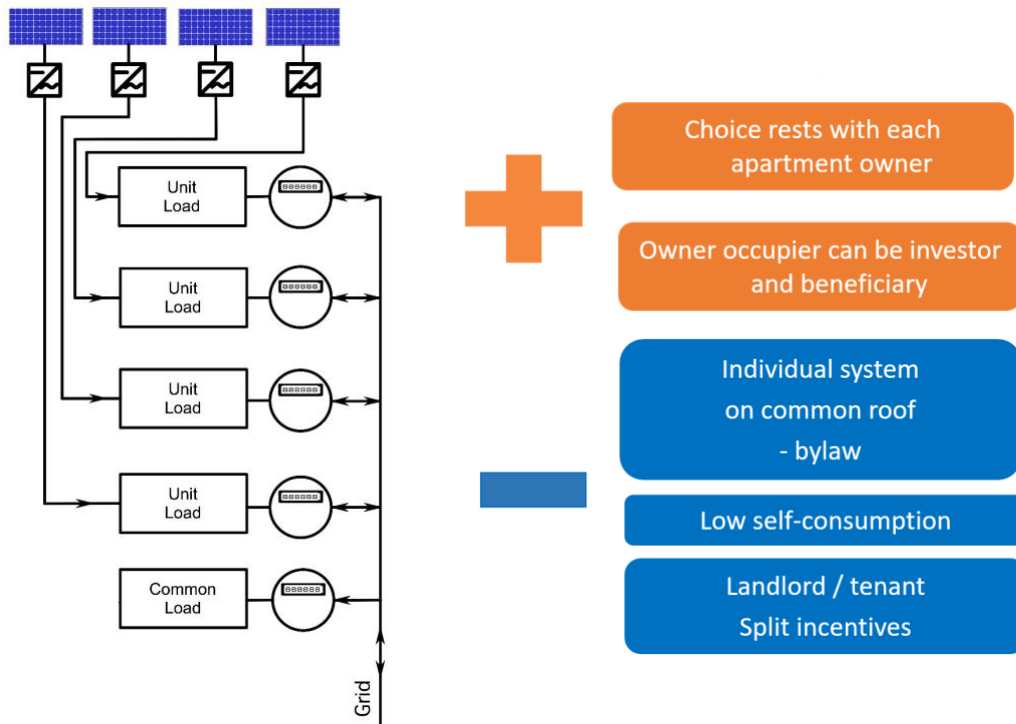 Unit
Load
Unit
Load
Unit
Load
Unit
Load
Common
Load
Grid
Choice rests with each
apartment owner
Owner occupier can be investor
and beneficiary
Individual system
on common roof
- bylaw
Low self-consumption
Landlord / tenant
Split incentives